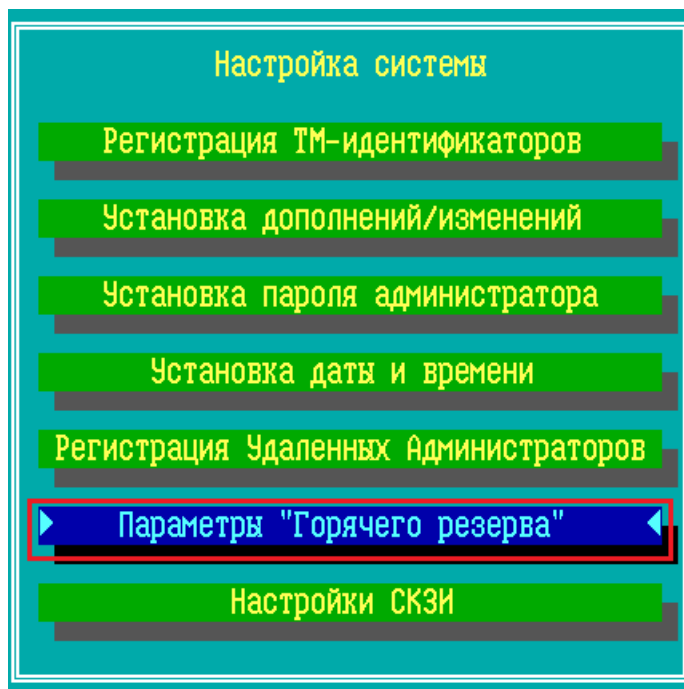 Настройка системы
Регистрация ТМ-идентификаторов
Установка дополнений/изменений
Установка пароля администратора
Установка даты и времени
Регистрация Удаленных Администраторов
Параметры "Горячего резерва"
Настройки СКЗИ